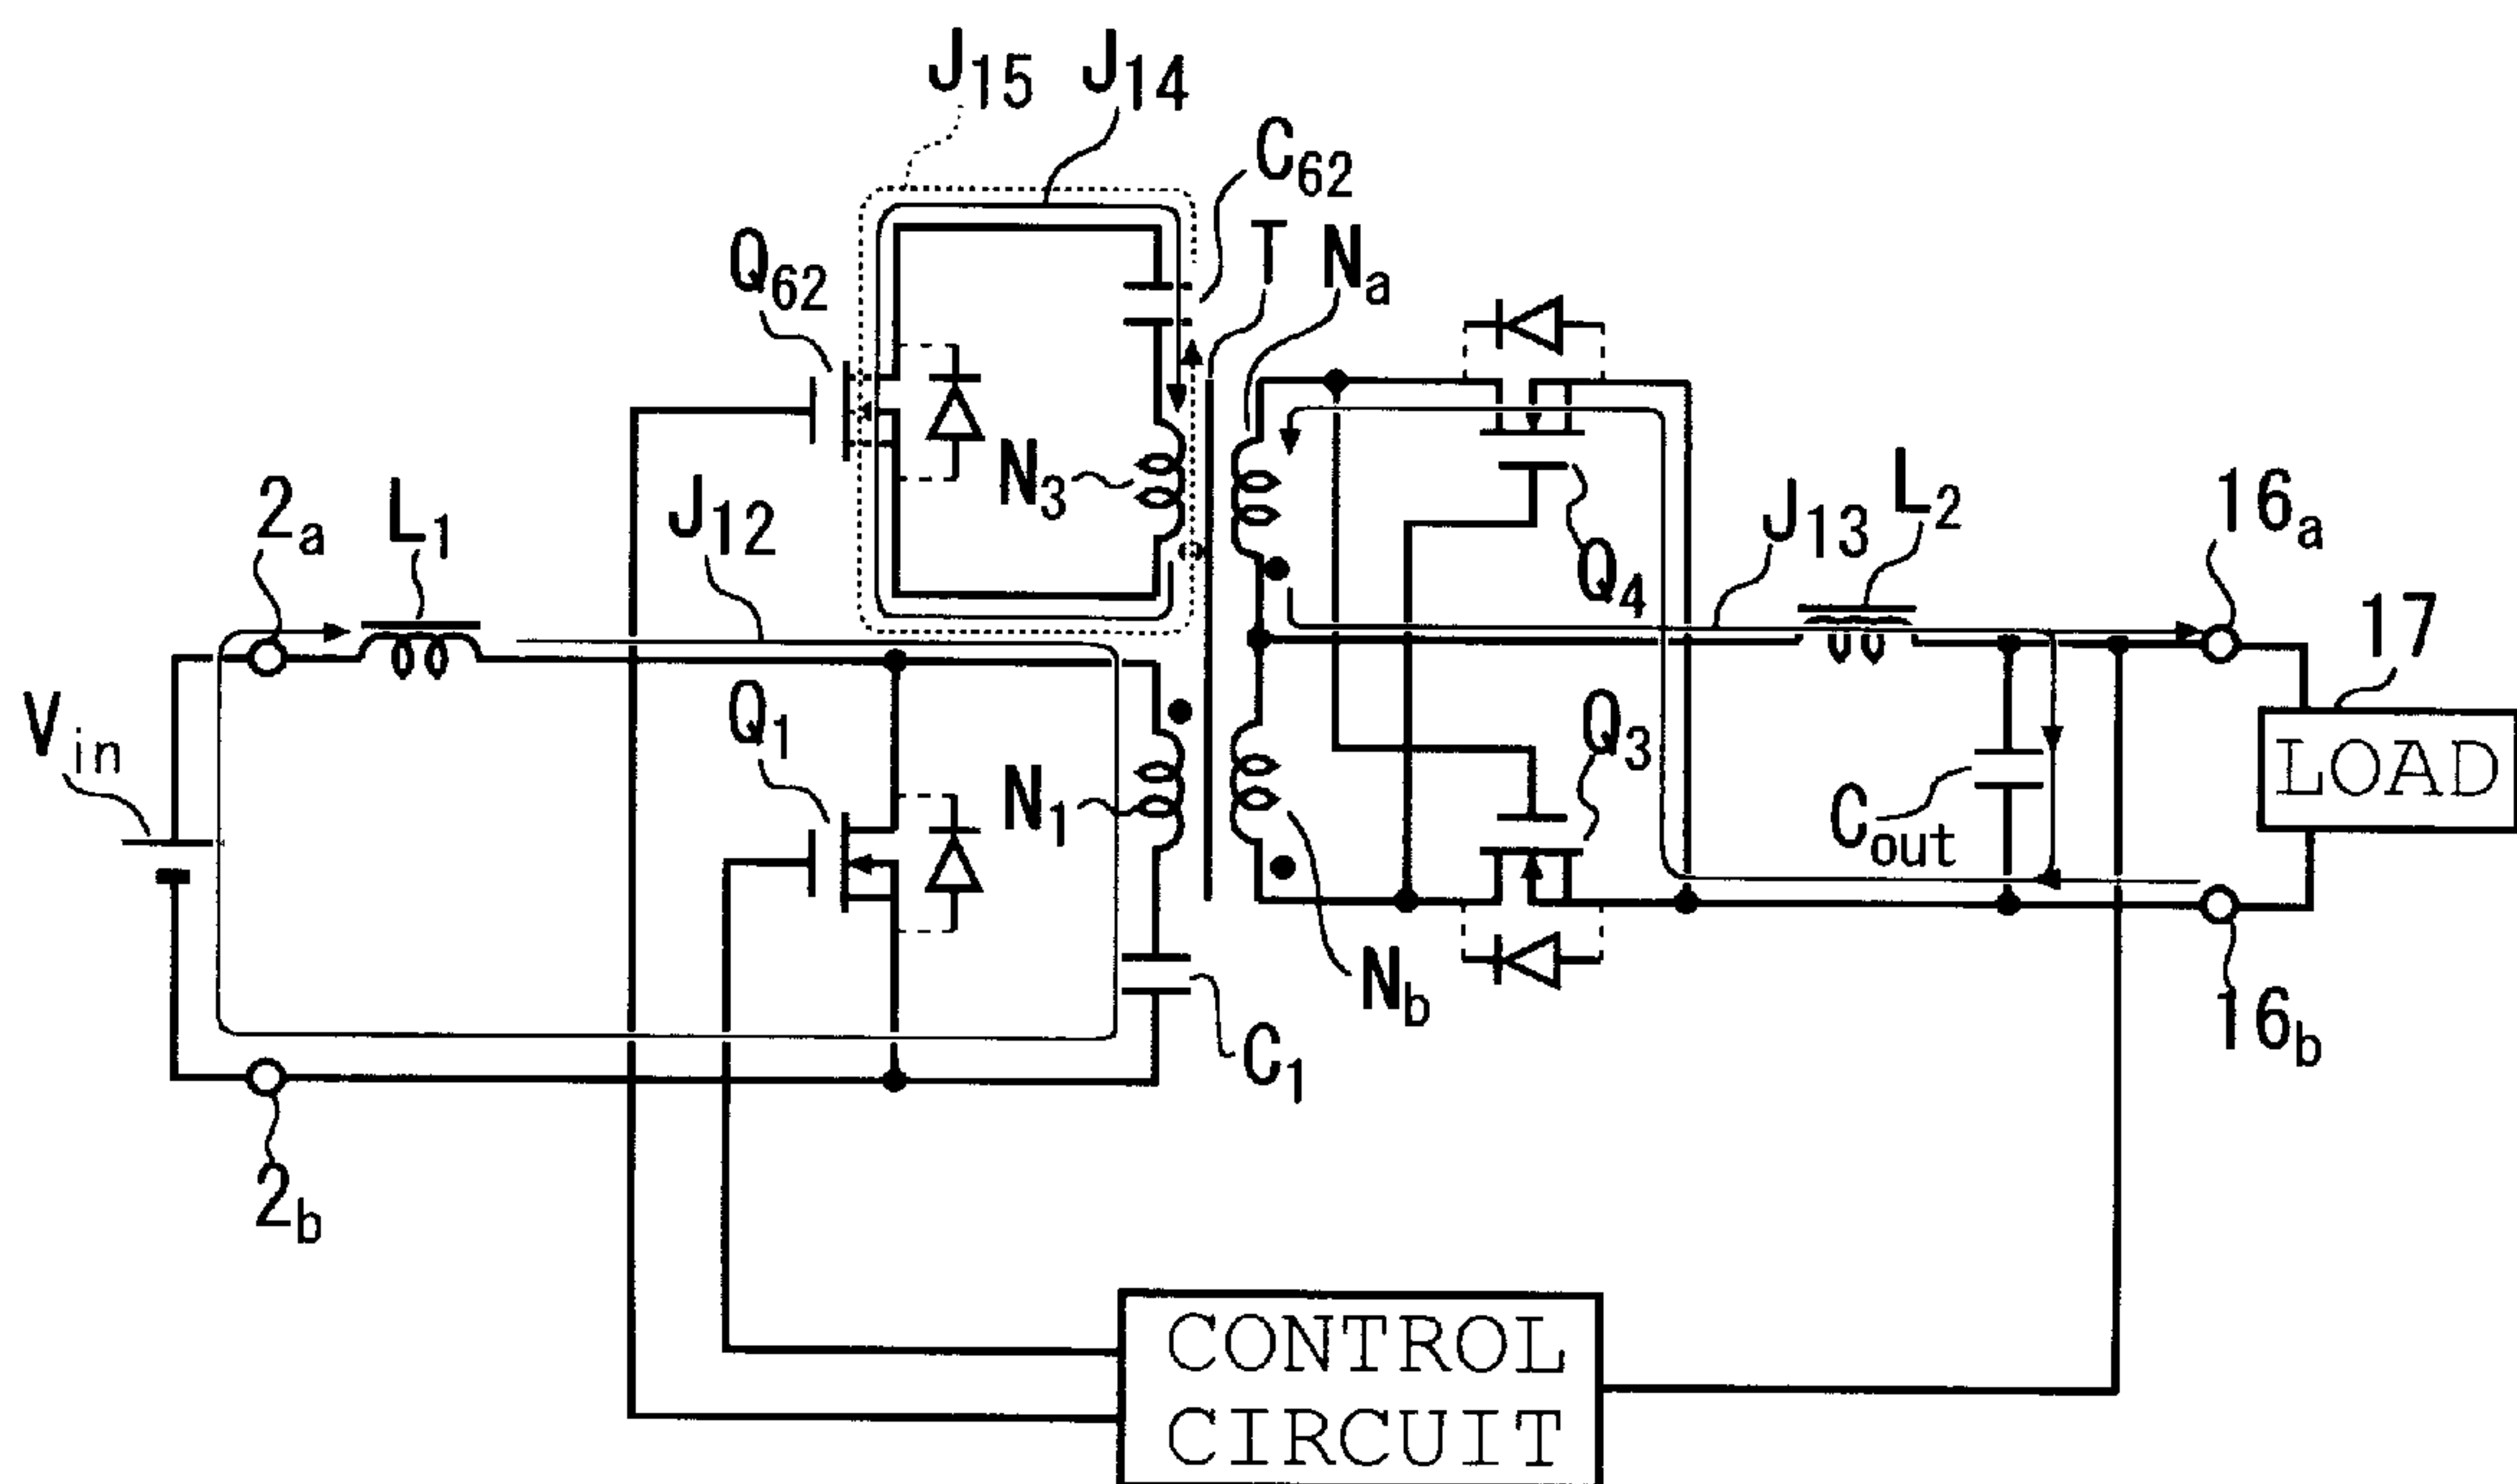 J15 J14
C62
T Na
Q62
N3
2a L1 J12
J13 L2 16a
Q4
17
Vin
Q1
N1
Q3
Cout
LOAD
Nb
C1
16b
2b
CONTROL
CIRCUIT